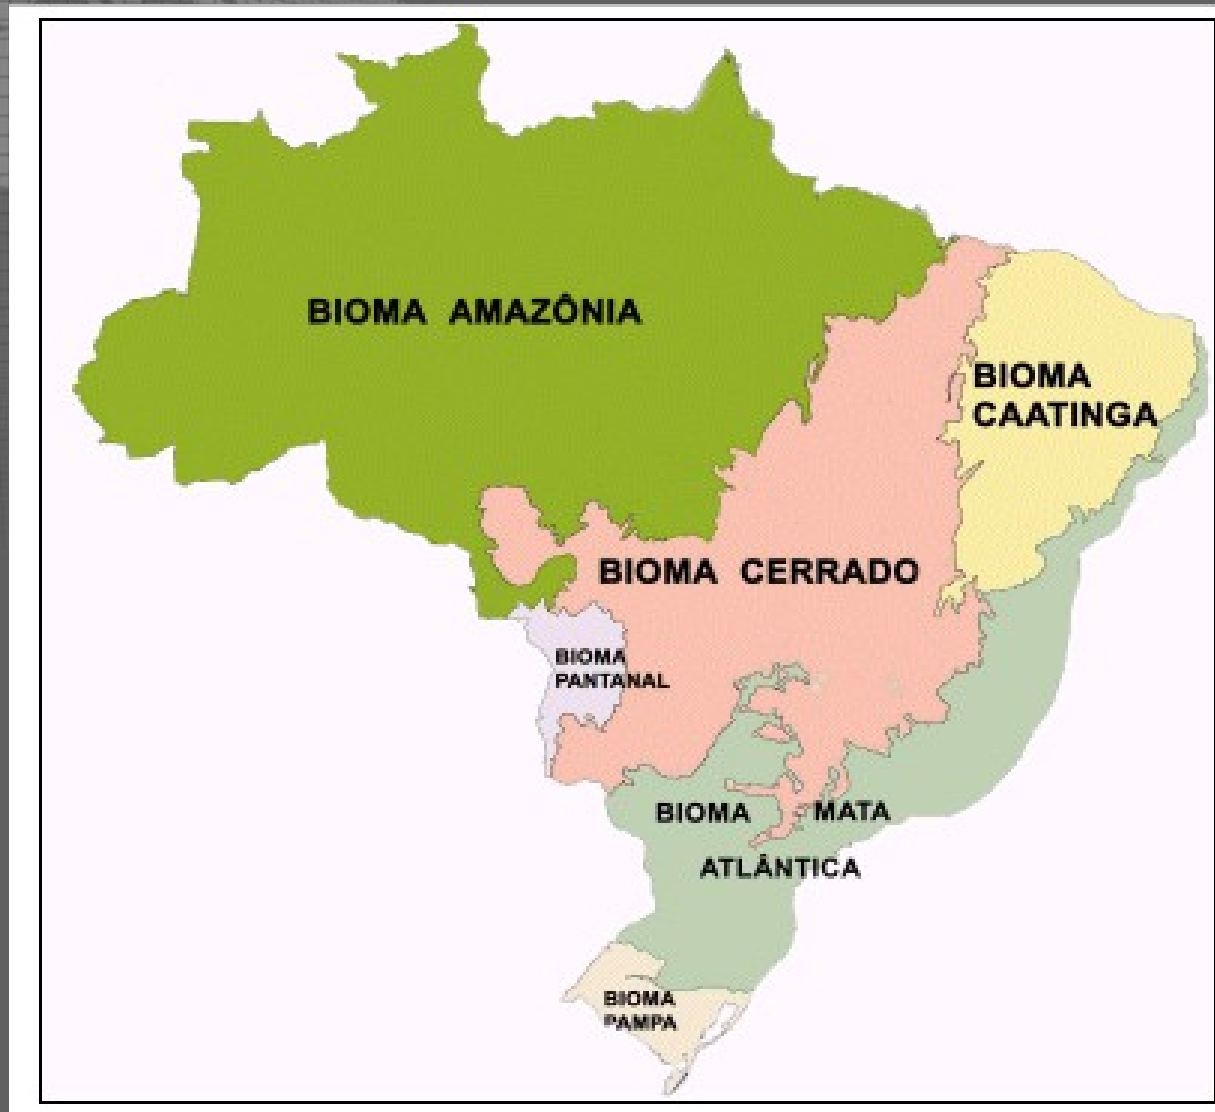 BIOMA AMAZÔNIA
BIOMA
CAATINGA
BIOMA CERRADO
BIOMA
PANTANAL
BIOMA MATA
ATLÂNTICA
BIOMA
PAMPA